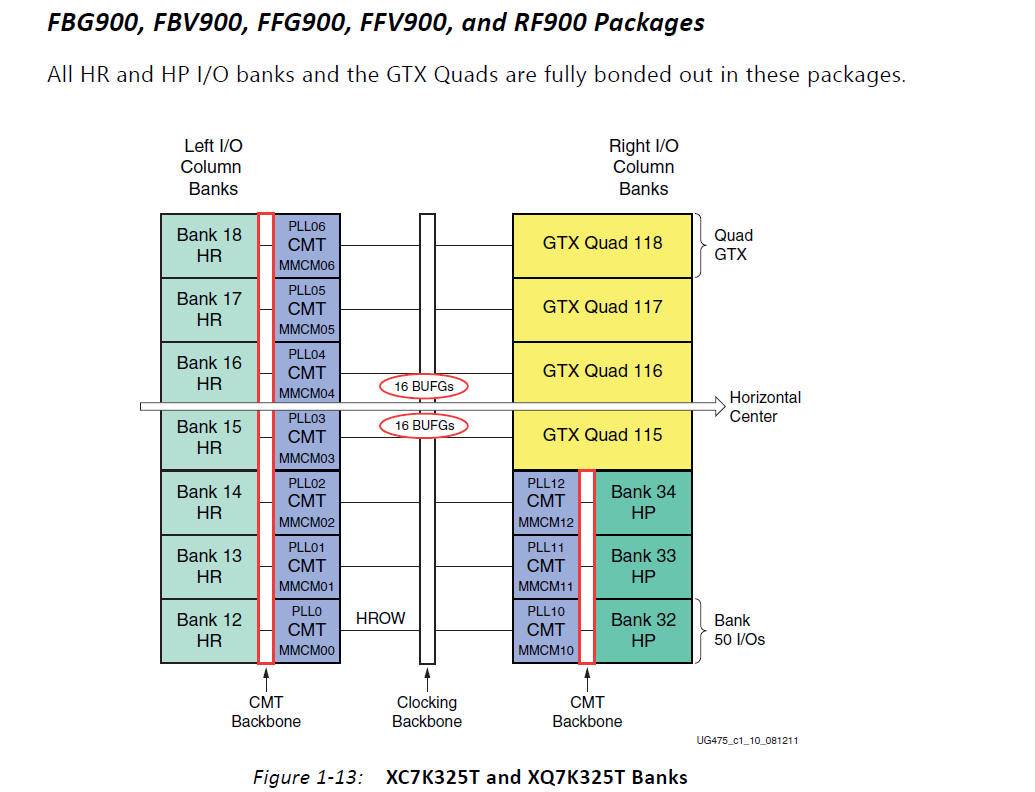 FBG900, FBV900, FFG900, FFV900, and RF900 Packages
All HR and HP I/O banks and the GTX Quads are fully bonded out in these packages.
Left I/O
Column
Banks
Right I/O
Column
Banks
Bank 18
HR
PLL06
CMT
MMCM06
GTX Quad 118
Quad
GTX
Bank 17
HR
PLL05
CMT
MMCM05
GTX Quad 117
Bank 16
HR
PLL04
CMT
MMCM04
16 BUFGs
GTX Quad 116
Horizontal
Center
Bank 15
HR
PLL03
CMT
MMCM03
16 BUFGs
GTX Quad 115
Bank 14
HR
PLL02
CMT
MMCM02
PLL12
CMT
MMCM12
Bank 34
HP
Bank 13
HR
PLL01
CMT
MMCM01
PLL11
CMT
MMCM11
Bank 33
HP
Bank 12
HR
PLL0
CMT
MMCM00
HROW
PLL10
CMT
MMCM10
Bank 32
HP
Bank
50 I/Os
CMT
Backbone
Clocking
Backbone
CMT
Backbone
UG475_c1_10_081211
Figure 1-13: XC7K325T and XQ7K325T Banks